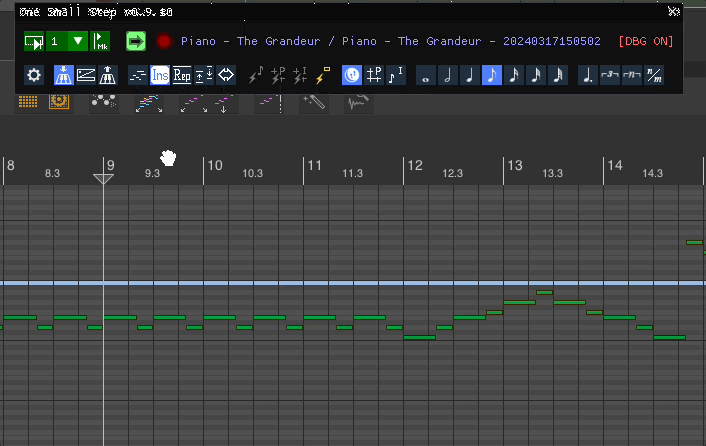 One Small Step v0.9.10
1 Mk Piano - The Grandeur / Piano - The Grandeur - 20240317150502 [DBG ON]
Ins Rep +P +I +P I 3 n n/m
8 9 10 11 12 13 14
8.3 9.3 10.3 11.3 12.3 13.3 14.3